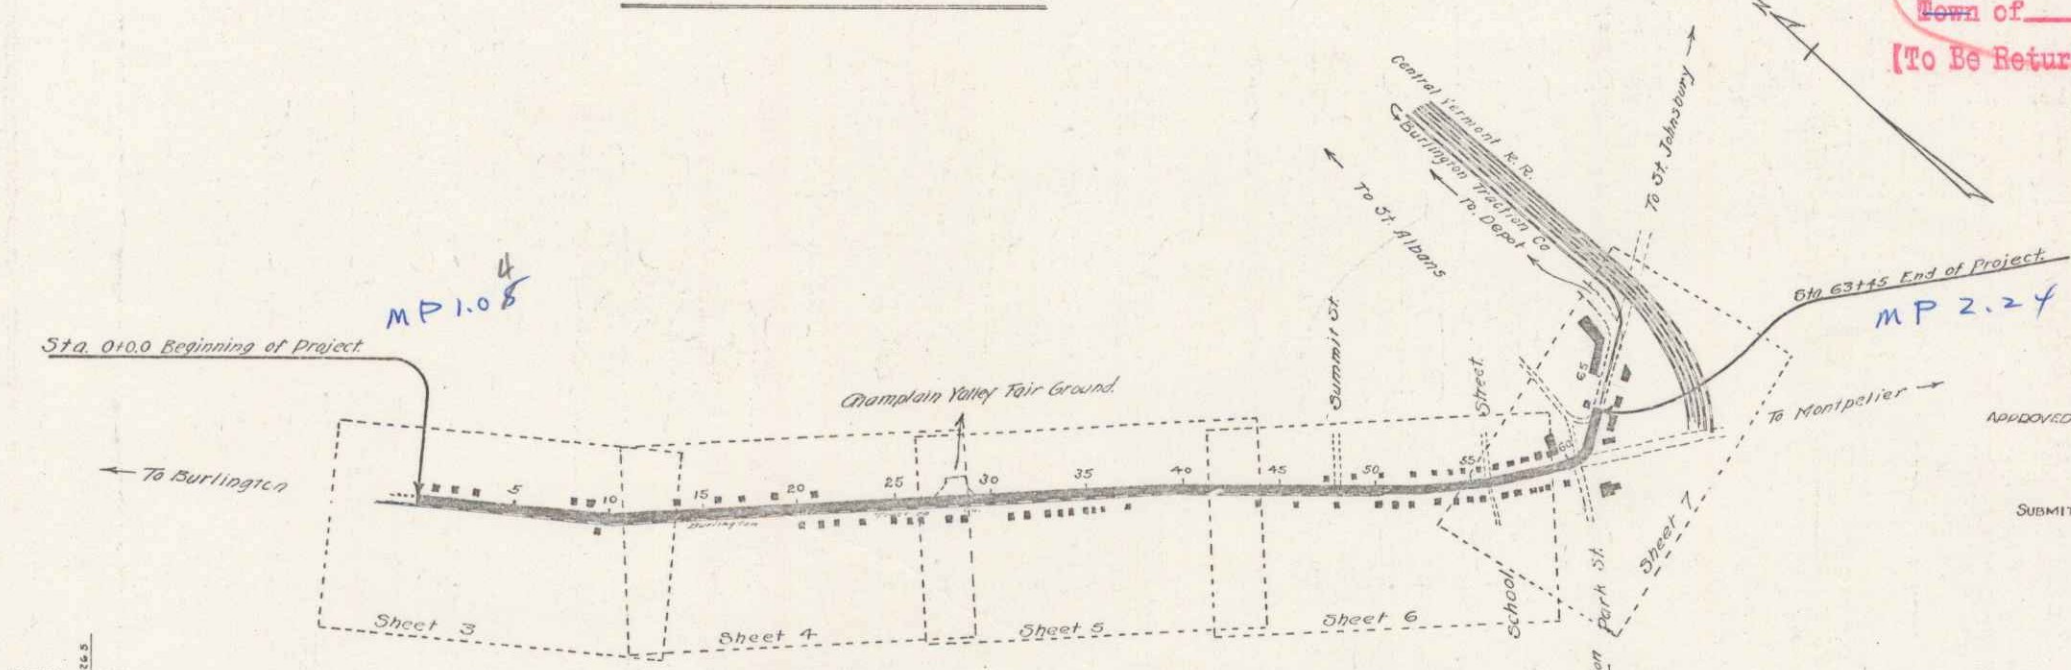 Town of
[To Be Retur
Central Vermont R.R.
Burlington Traction Co
To Depot
To St. Albans
To St. Johnsbury
4
MP 1.08
Sta. 0+0.0 Beginning of Project.
Sta 63+45 End of Project.
MP 2.24
To Montpelier
APPROVED
SUBMIT
Champlain Valley Fair Ground.
Summit St.
Street
To Burlington
5 10 15 20 25 30 35 40 45 50 55 60 65
Burlington
Sheet 3
Sheet 4
Sheet 5
Sheet 6
School
Park St.
Sheet 7
on
265